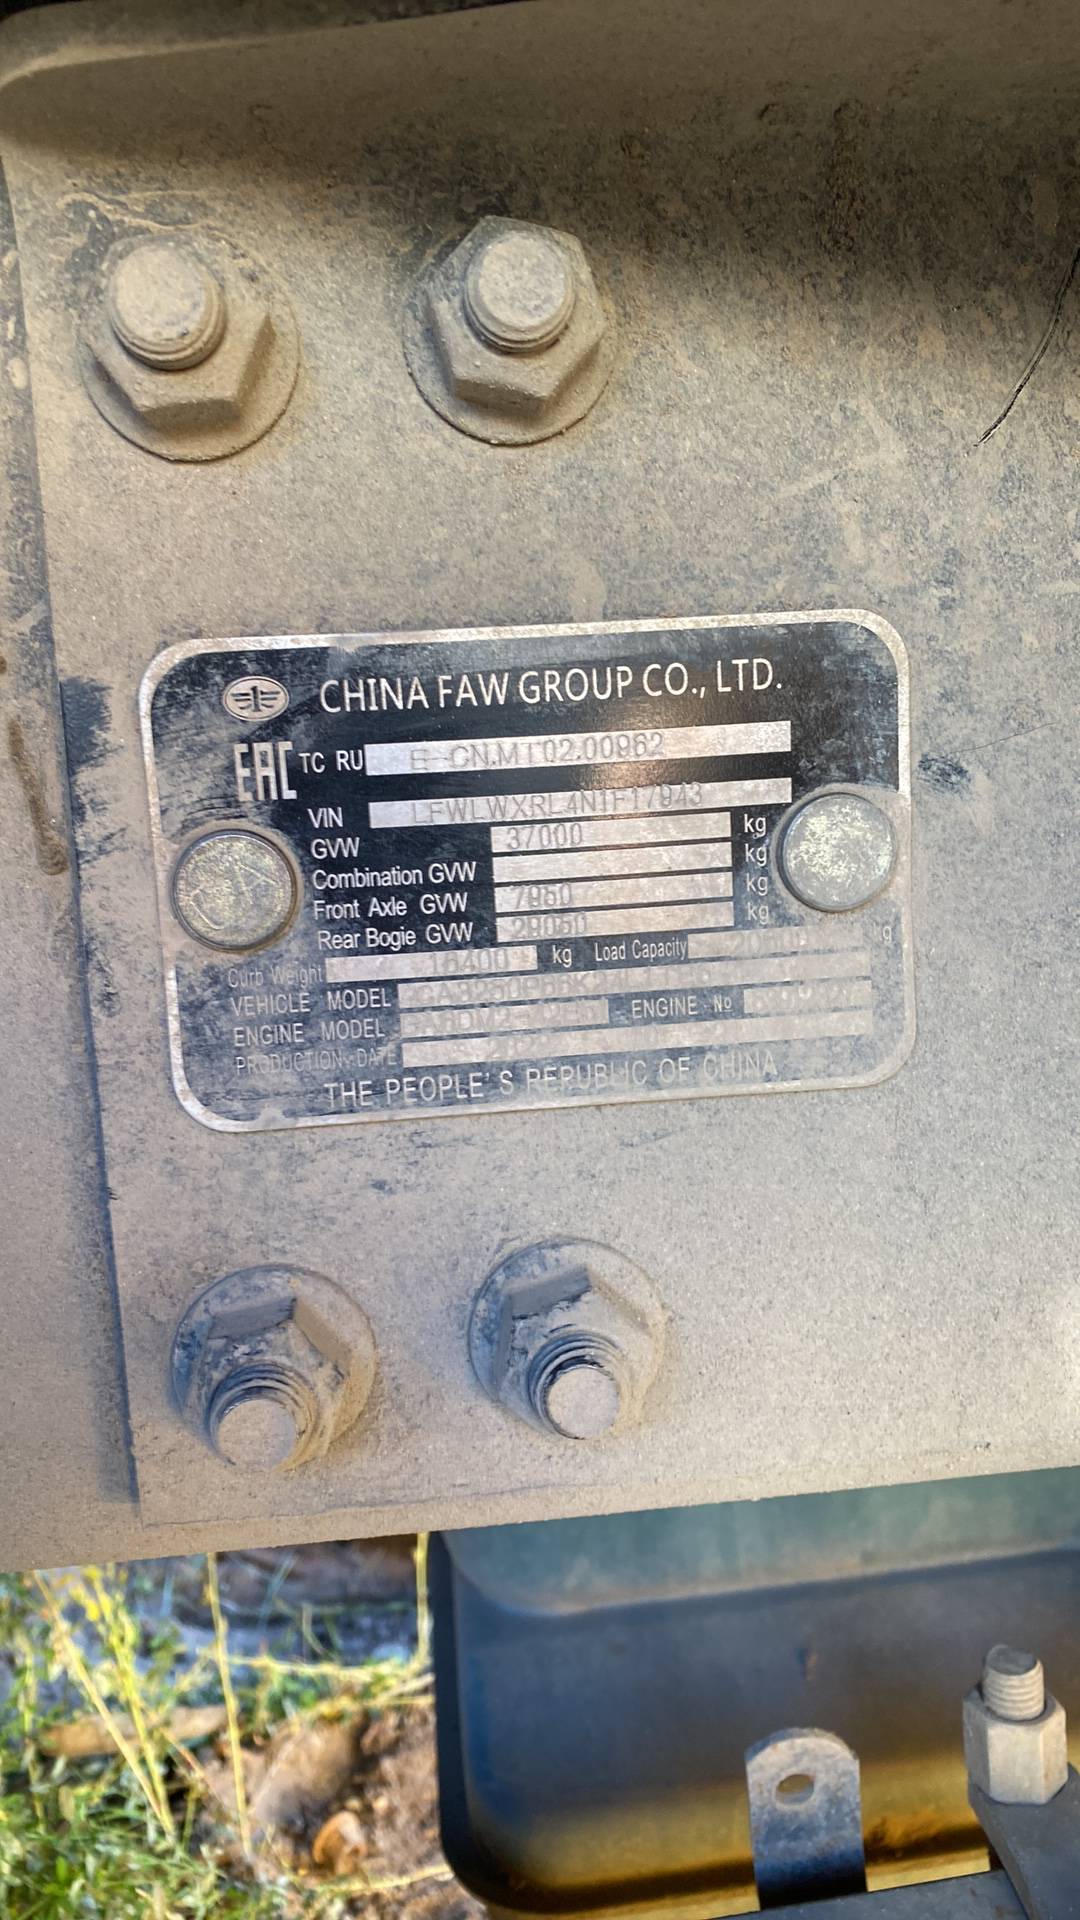 CHINA FAW GROUP CO., LTD.
EAC TC RU E-CN.MT02.00962
VIN LFWLWXRL4N1F17943
GVW 37000 kg
Combination GVW kg
Front Axle GVW 7950 kg
Rear Bogie GVW 29050 kg
Curb Weight 16400 kg Load Capacity kg
VEHICLE MODEL
ENGINE MODEL ENGINE-No
PRODUCTION-DATE
THE PEOPLE'S REPUBLIC OF CHINA